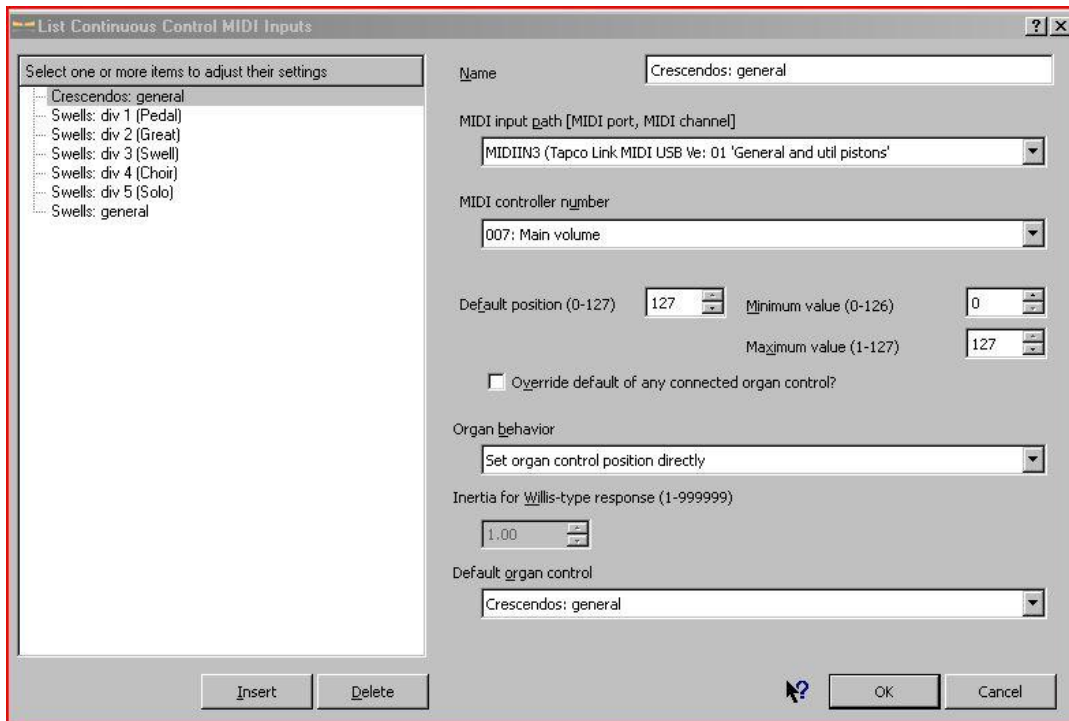 List Continuous Control MIDI Inputs
Select one or more items to adjust their settings
Crescendos: general
Swells: div 1 (Pedal)
Swells: div 2 (Great)
Swells: div 3 (Swell)
Swells: div 4 (Choir)
Swells: div 5 (Solo)
Swells: general
Insert
Delete
Name
Crescendos: general
MIDI input path [MIDI port, MIDI channel]
MIDIIN3 (Tapco Link MIDI USB Ve: 01 'General and util pistons'
MIDI controller number
007: Main volume
Default position (0-127)
127
Minimum value (0-126)
0
Maximum value (1-127)
127
Override default of any connected organ control?
Organ behavior
Set organ control position directly
Inertia for Willis-type response (1-999999)
1.00
Default organ control
Crescendos: general
?
OK
Cancel